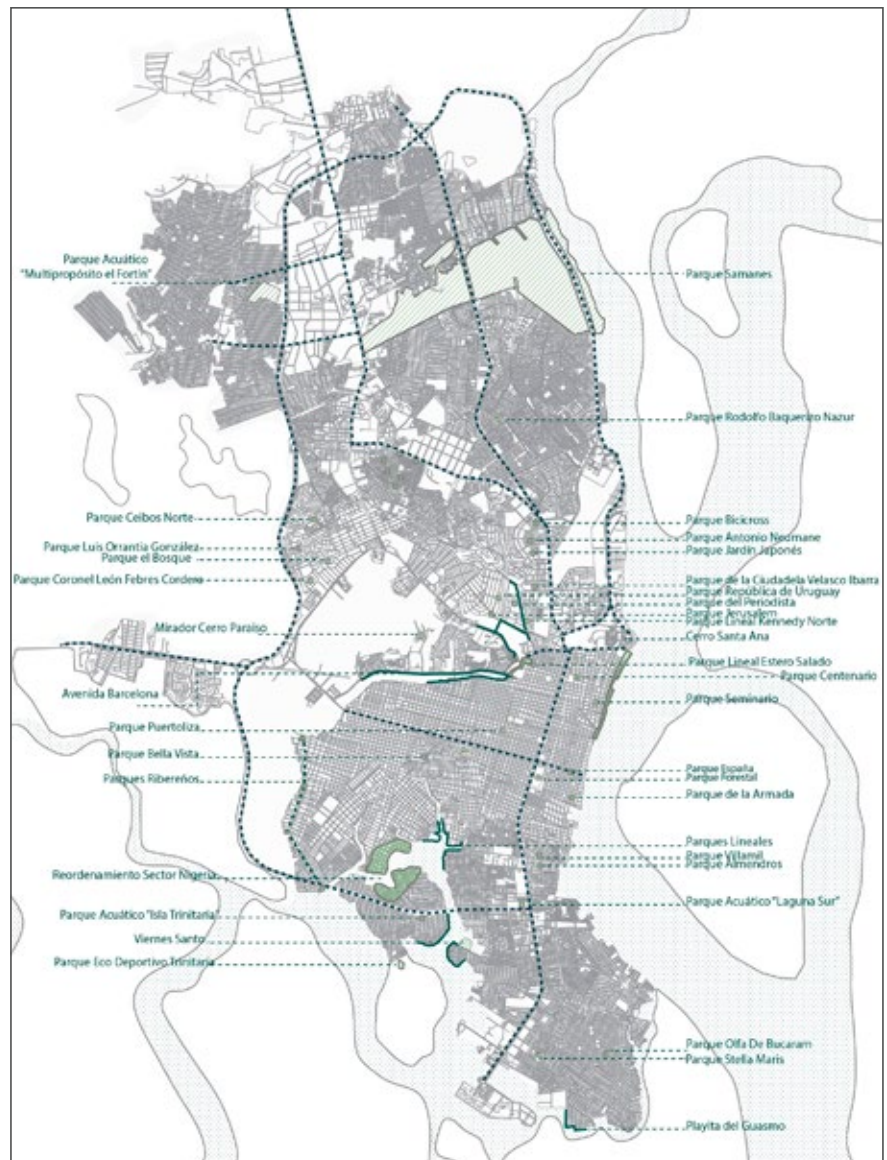 Parque Acuático
"Multipropósito el Fortín"
Parque Samanes
Parque Rodolfo Baquerizo Nazur
Parque Ceibos Norte
Parque Luis Orrantia González
Parque el Bosque
Parque Coronel León Febres Cordero
Mirador Cerro Paraíso
Avenida Barcelona
Parque Puertoliza
Parque Bella Vista
Parques Ribereños
Reordenamiento Sector Nigeria
Parque Acuático "Isla Trinitaria"
Viernes Santo
Parque Eco Deportivo Trinitaria
Parque Bicicross
Parque Antonio Neumane
Parque Jardín Japonés
Parque de la Ciudadela Velasco Ibarra
Parque República de Uruguay
Parque del Periodista
Parque Jerusalem
Parque Lineal Kennedy Norte
Cerro Santa Ana
Parque Lineal Estero Salado
Parque Centenario
Parque Seminario
Parque España
Parque Forestal
Parque de la Armada
Parques Lineales
Parque Villamil
Parque Almendros
Parque Acuático "Laguna Sur"
Parque Olfa De Bucaram
Parque Stella Maris
Playita del Guasmo